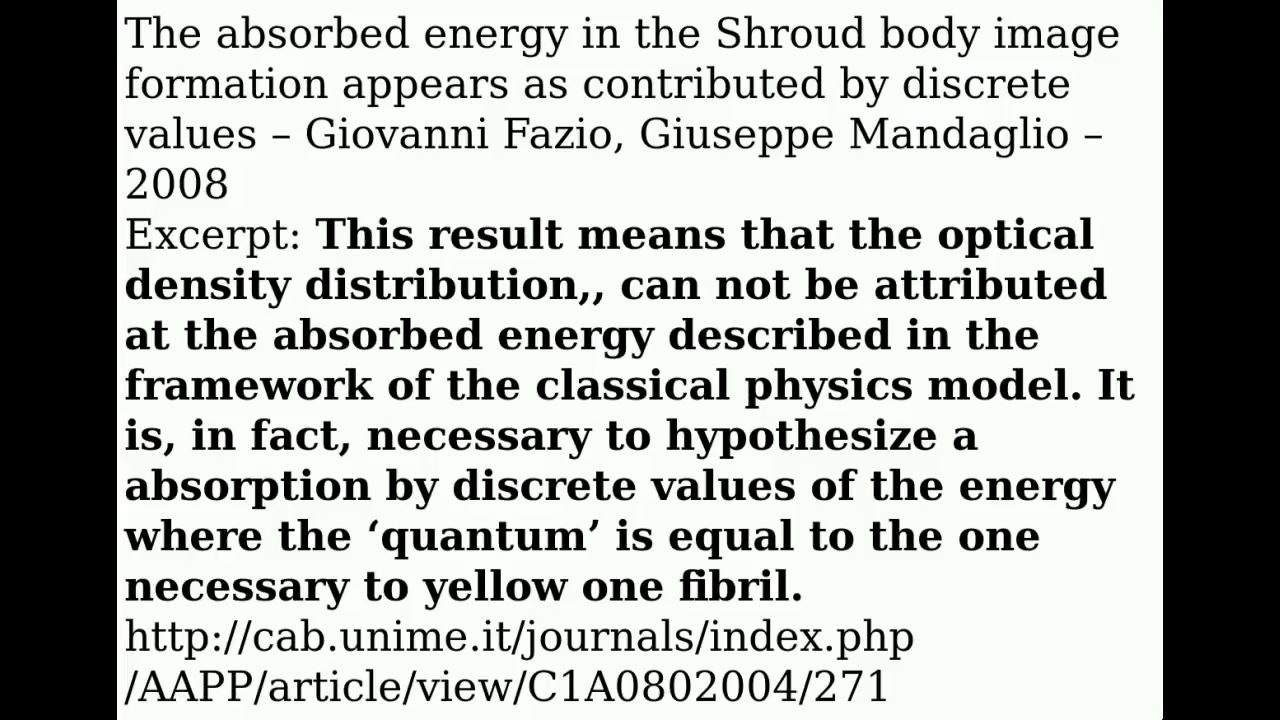 The absorbed energy in the Shroud body image
formation appears as contributed by discrete
values – Giovanni Fazio, Giuseppe Mandaglio –
2008
Excerpt: This result means that the optical
density distribution,, can not be attributed
at the absorbed energy described in the
framework of the classical physics model. It
is, in fact, necessary to hypothesize a
absorption by discrete values of the energy
where the ‘quantum’ is equal to the one
necessary to yellow one fibril.
http://cab.unime.it/journals/index.php
/AAPP/article/view/C1A0802004/271